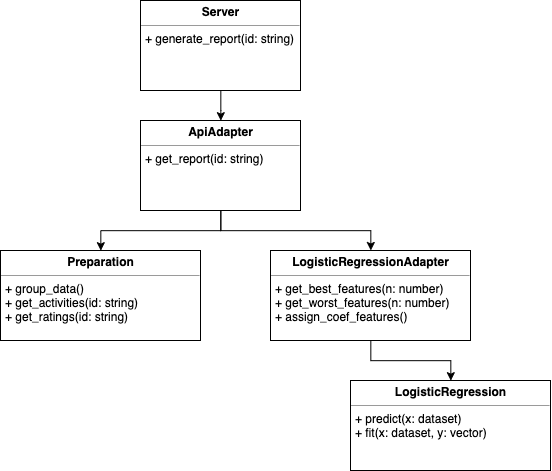 Server
+ generate_report(id: string)
ApiAdapter
+ get_report(id: string)
Preparation
+ group_data()
+ get_activities(id: string)
+ get_ratings(id: string)
LogisticRegressionAdapter
+ get_best_features(n: number)
+ get_worst_features(n: number)
+ assign_coef_features()
LogisticRegression
+ predict(x: dataset)
+ fit(x: dataset, y: vector)